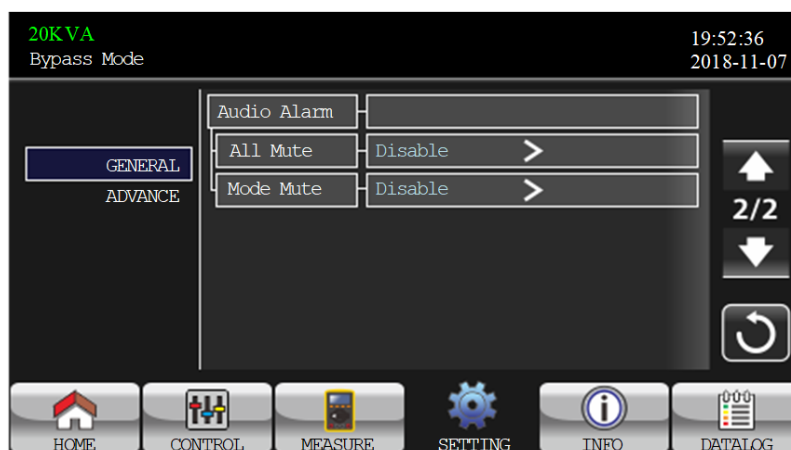 20KVA
Bypass Mode
19:52:36
2018-11-07
GENERAL
ADVANCE
Audio Alarm
All Mute
Disable
Mode Mute
Disable
2/2
HOME
CONTROL
MEASURE
SETTING
INFO
DATALOG